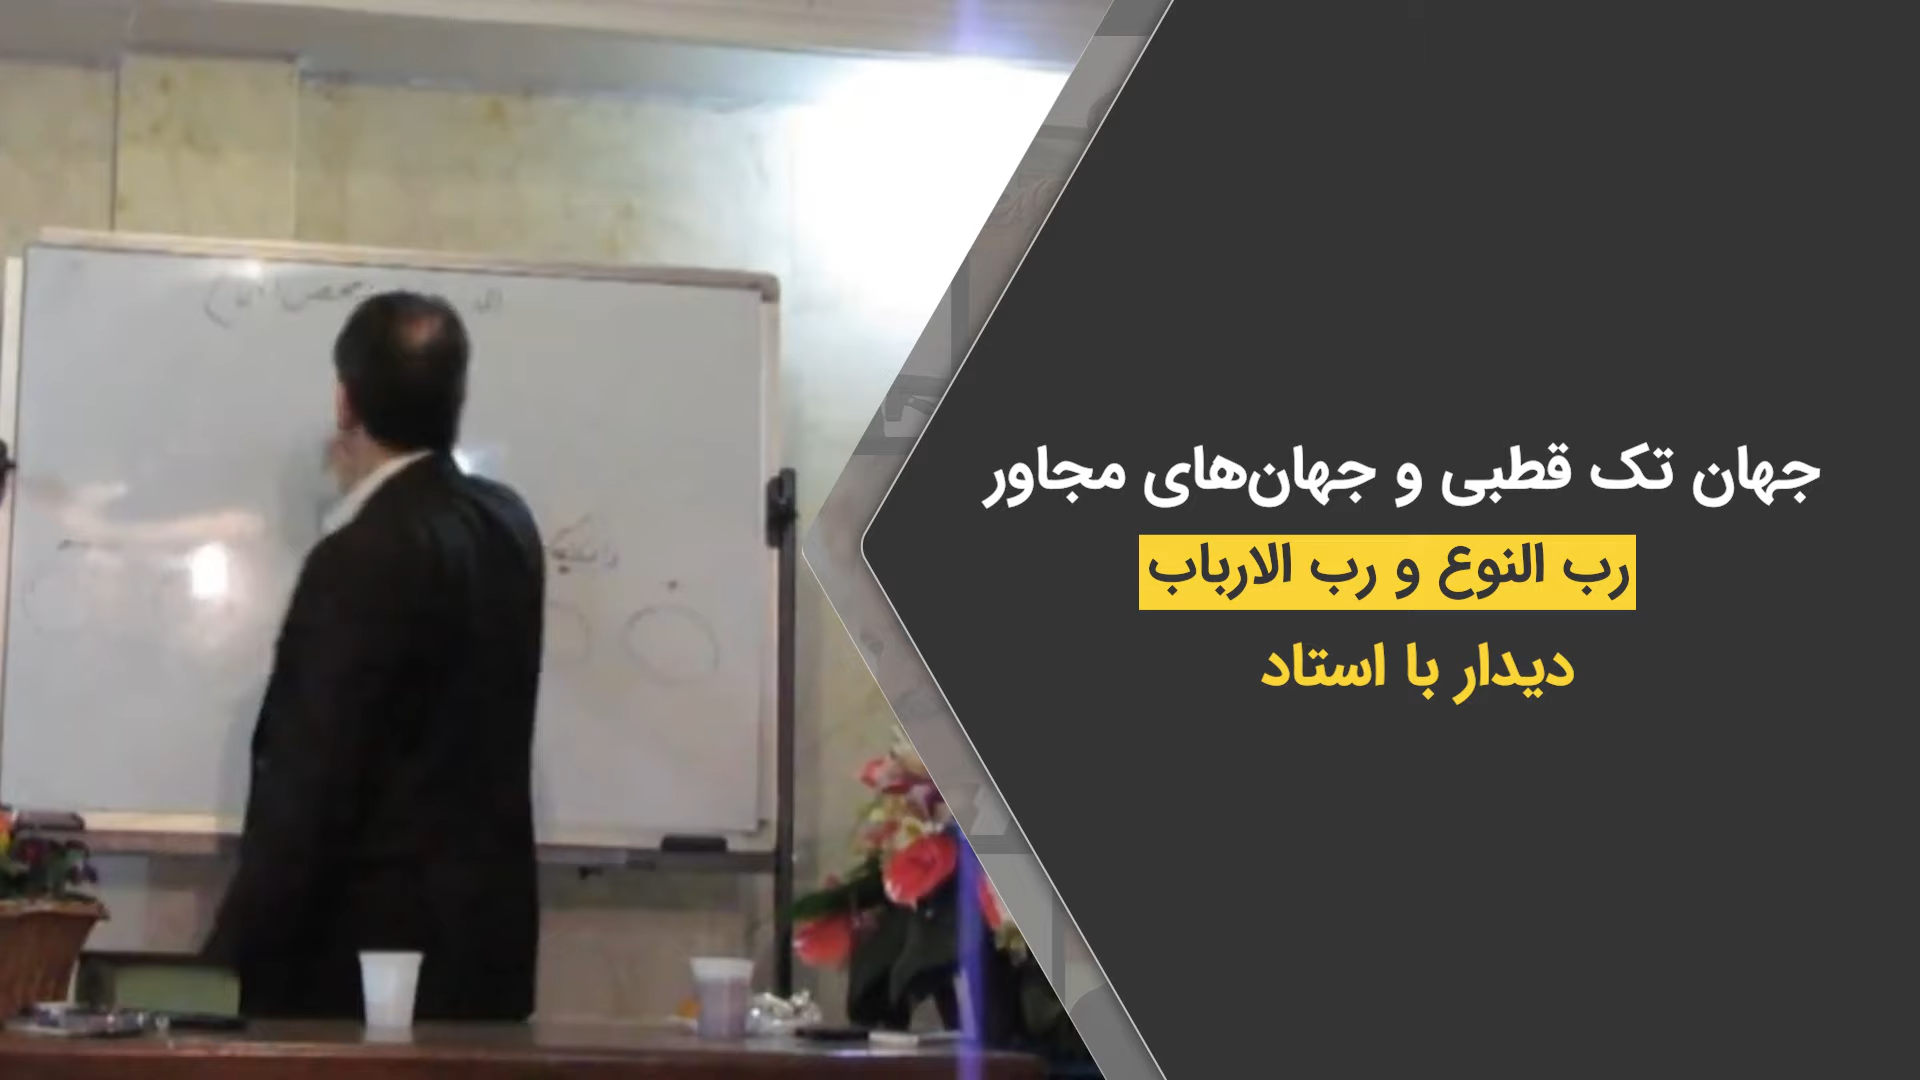 جهان تک قطبی و جهان‌های مجاور
رب النوع و رب الارباب
دیدار با استاد